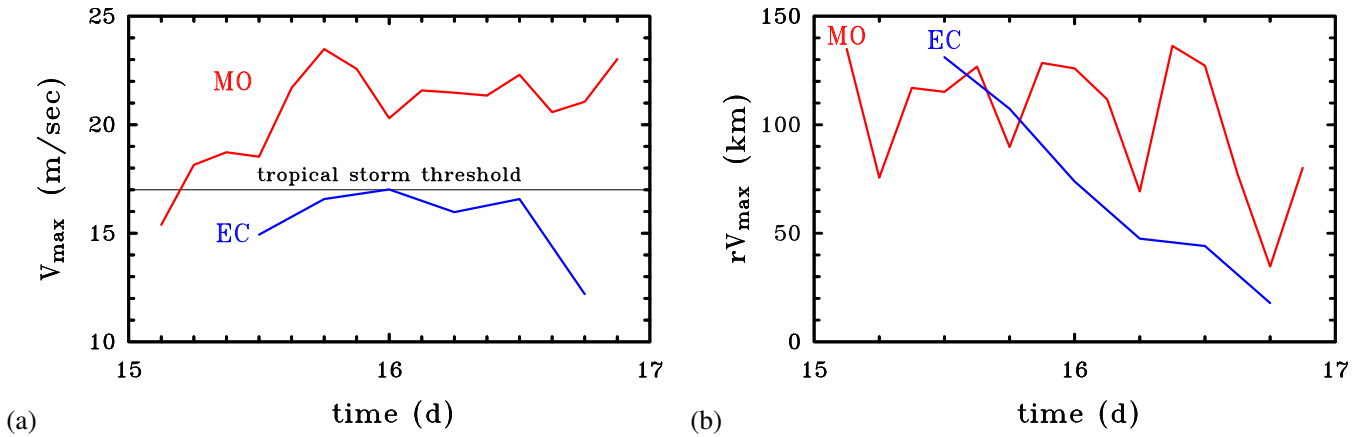 25
20
15
10
V_max (m/sec)
MO
tropical storm threshold
EC
15 16 17
time (d)
(a)
150
100
50
0
rV_max (km)
MO
EC
15 16 17
time (d)
(b)